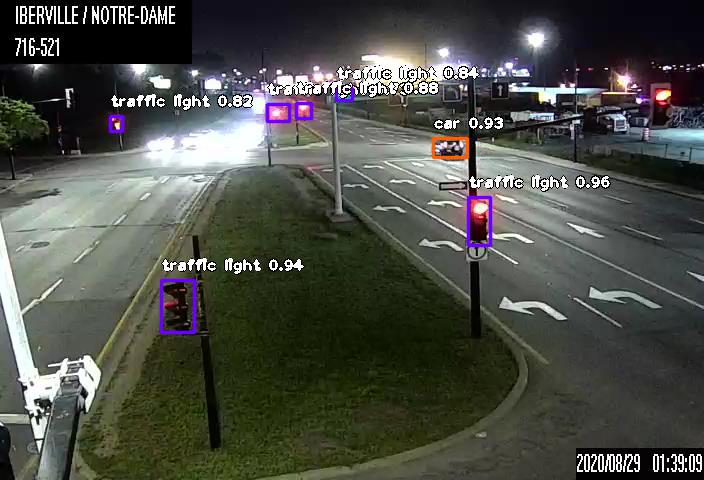 IBERVILLE / NOTRE-DAME
716-521
traffic light 0.84
traffic light 0.82
traffic light 0.88
car 0.93
traffic light 0.96
traffic light 0.94
2020/08/29 01:39:09